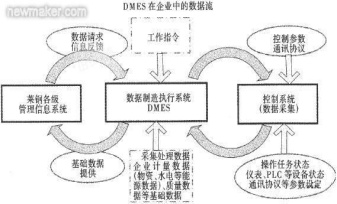 newmaker.com
DMES在企业中的数据流
数据请求
信息反馈
工作指令
控制参数
通讯协议
莱钢各级
管理信息系统
数据制造执行系统
DMES
控制系统
(数据采集)
基础数据
提供
采集处理数据
企业计量数据
(物资、水电等能
源数据)、质量数
据等基础数据
操作任务状态
仪表、PLC等设备状态
通讯协议等参数设定